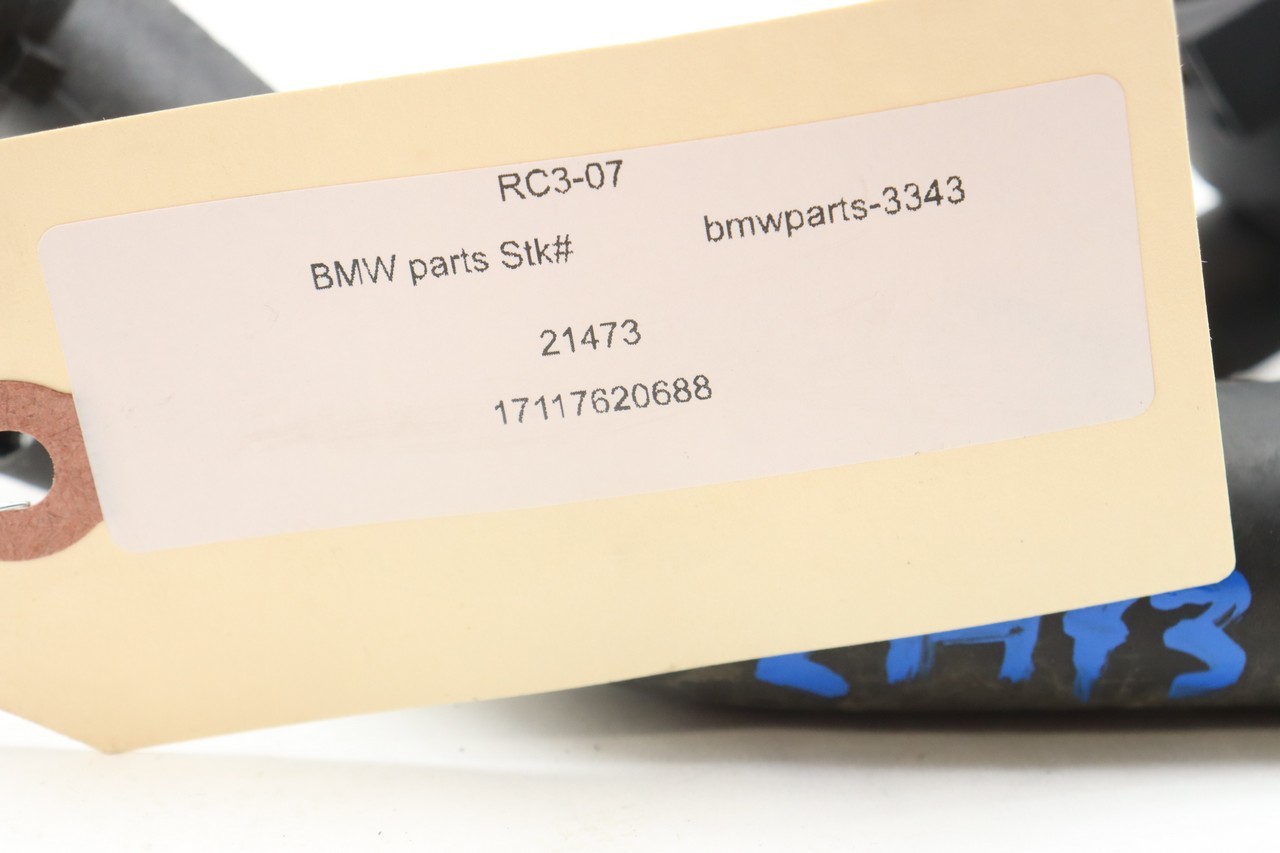 RC3-07
BMW parts Stk# bmwparts-3343
21473
17117620688